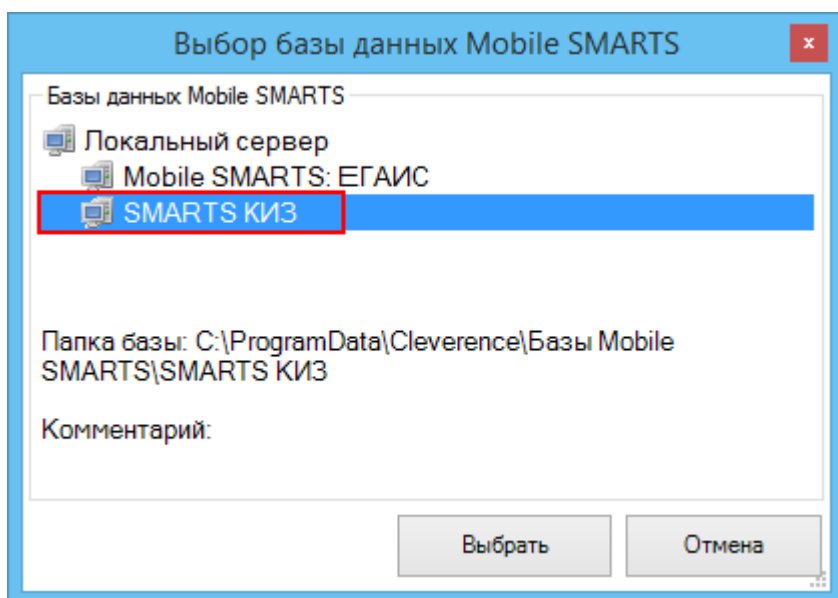 Выбор базы данных Mobile SMARTS
x
Базы данных Mobile SMARTS
Локальный сервер
Mobile SMARTS: ЕГАИС
SMARTS КИЗ
Папка базы: C:\ProgramData\Cleverence\Базы Mobile
SMARTS\SMARTS КИЗ
Комментарий:
Выбрать Отмена